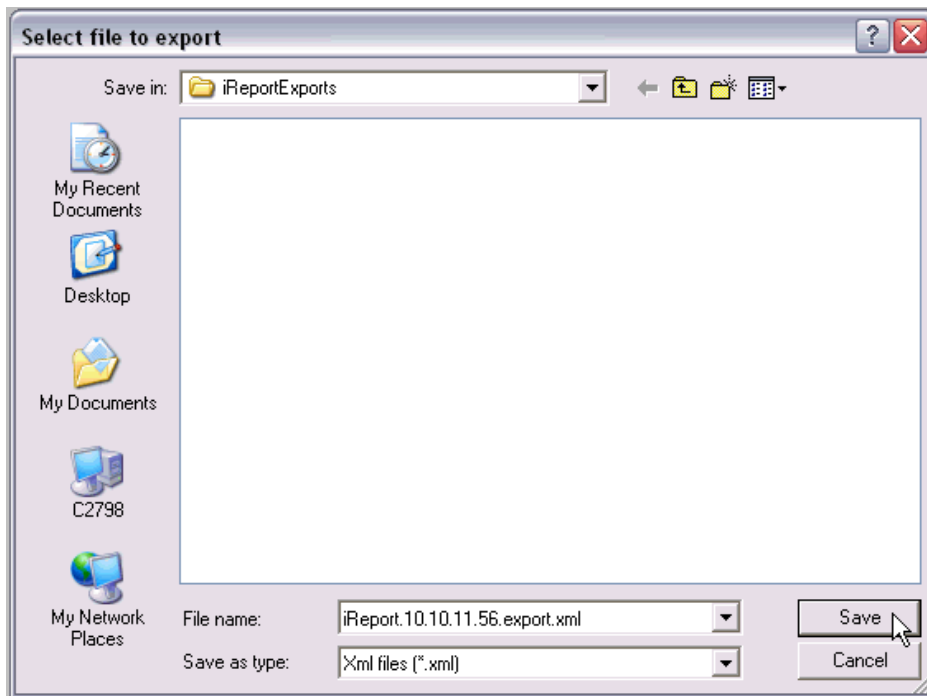 Select file to export
Save in: iReportExports
My Recent
Documents
Desktop
My Documents
C2798
My Network
Places
File name: iReport.10.10.11.56.export.xml Save
Save as type: Xml files (*.xml) Cancel